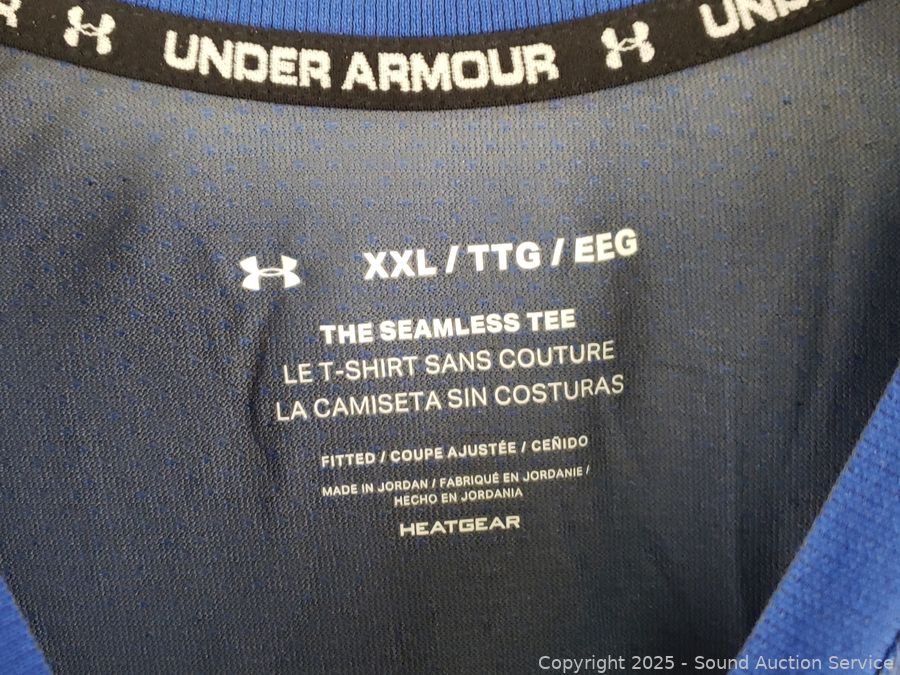 UNDER ARMOUR UN
XXL / TTG / EEG
THE SEAMLESS TEE
LE T-SHIRT SANS COUTURE
LA CAMISETA SIN COSTURAS
FITTED / COUPE AJUSTÉE / CEÑIDO
MADE IN JORDAN / FABRIQUÉ EN JORDANIE /
HECHO EN JORDANIA
HEATGEAR
Copyright 2025 - Sound Auction Service